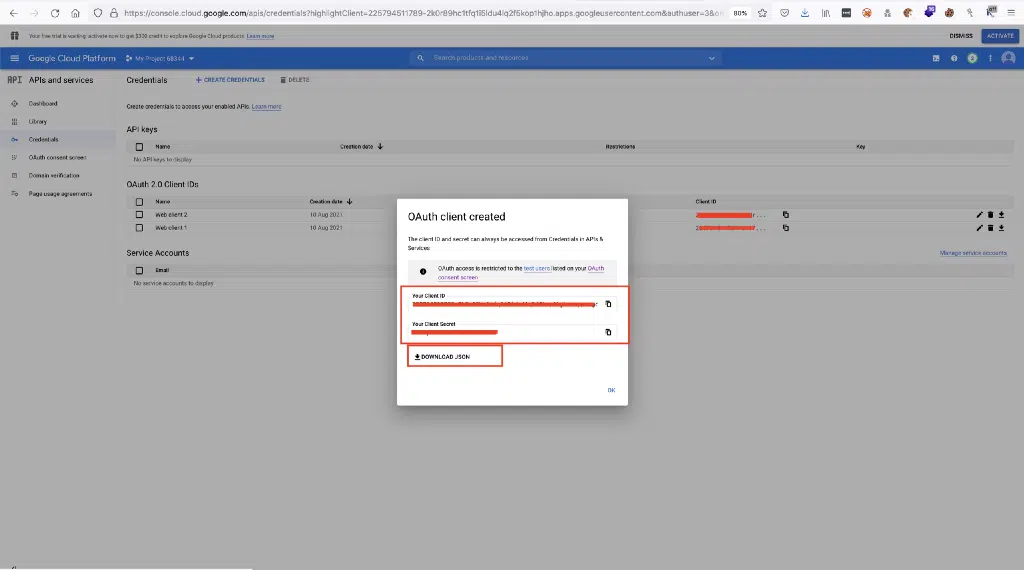 https://console.cloud.google.com/apis/credentials?highlightClient=225794511789-2k0r89hc1tfq1i5ldu4iq2f5kop1hjho.apps.googleusercontent.com&authuser=3&
80%
Your free trial is waiting: activate now to get $300 credit to explore Google Cloud products. Learn more
DISMISS
ACTIVATE
Google Cloud Platform
My Project 68344
Search products and resources
API
APIs and services
Credentials
CREATE CREDENTIALS
DELETE
Dashboard
Library
Credentials
OAuth consent screen
Domain verification
Page usage agreements
Create credentials to access your enabled APIs. Learn more
API keys
Name
Creation date
Restrictions
Key
No API keys to display
OAuth 2.0 Client IDs
Name
Creation date
Client ID
Web client 2
10 Aug 2021
Web client 1
10 Aug 2021
Service Accounts
Manage service accounts
Email
No service accounts to display
OAuth client created
The client ID and secret can always be accessed from Credentials in APIs &
Services
OAuth access is restricted to the test users listed on your OAuth
consent screen
Your Client ID
Your Client Secret
DOWNLOAD JSON
OK